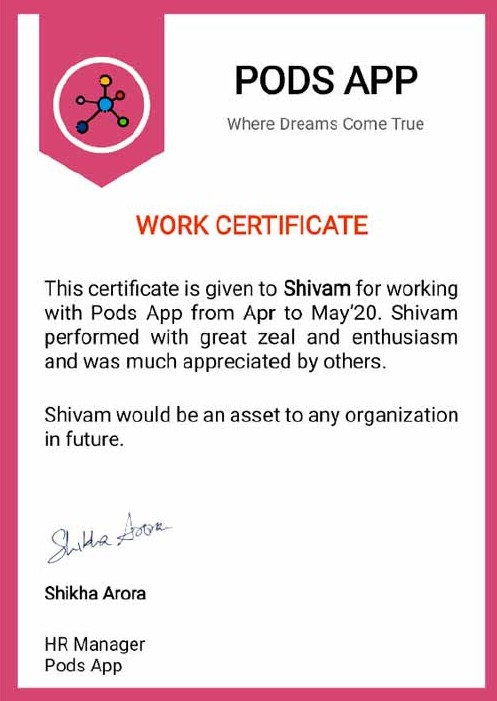 PODS APP
Where Dreams Come True
WORK CERTIFICATE
This certificate is given to Shivam for working
with Pods App from Apr to May'20. Shivam
performed with great zeal and enthusiasm
and was much appreciated by others.
Shivam would be an asset to any organization
in future.
Shikha Arora
Shikha Arora
HR Manager
Pods App